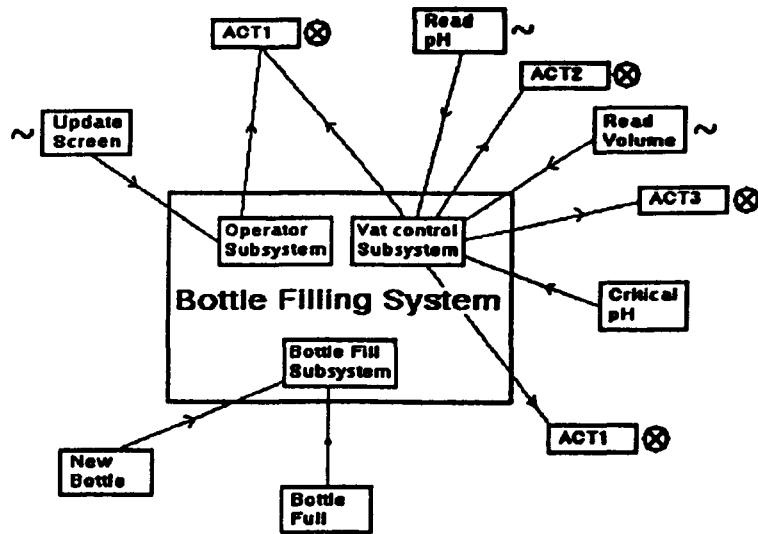 ACT1
Read
pH
~
ACT2
~
Update
Screen
Read
Volume
~
ACT3
Operator
Subsystem
Vat control
Subsystem
Bottle Filling System
Critical
pH
Bottle Fill
Subsystem
ACT1
New
Bottle
Bottle
Full